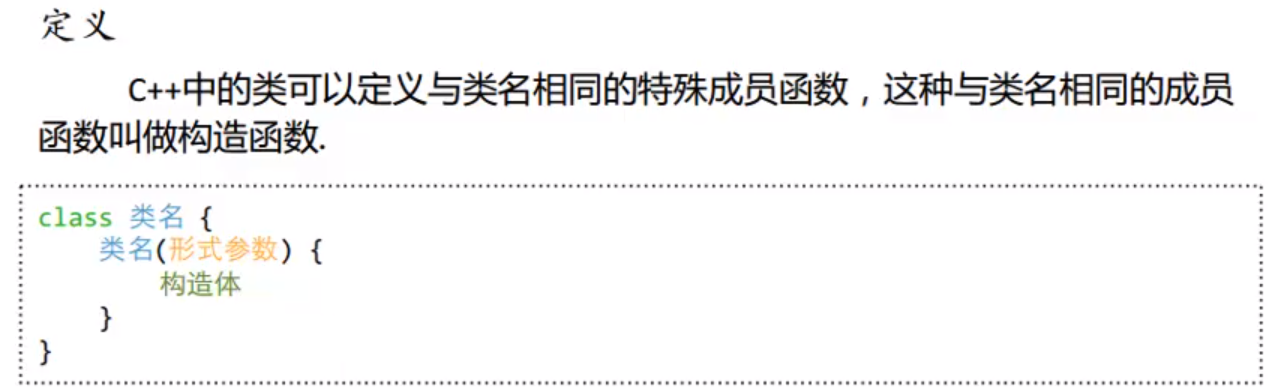 定义
C++中的类可以定义与类名相同的特殊成员函数，这种与类名相同的成员
函数叫做构造函数.
class 类名 {
类名(形式参数) {
构造体
}
}